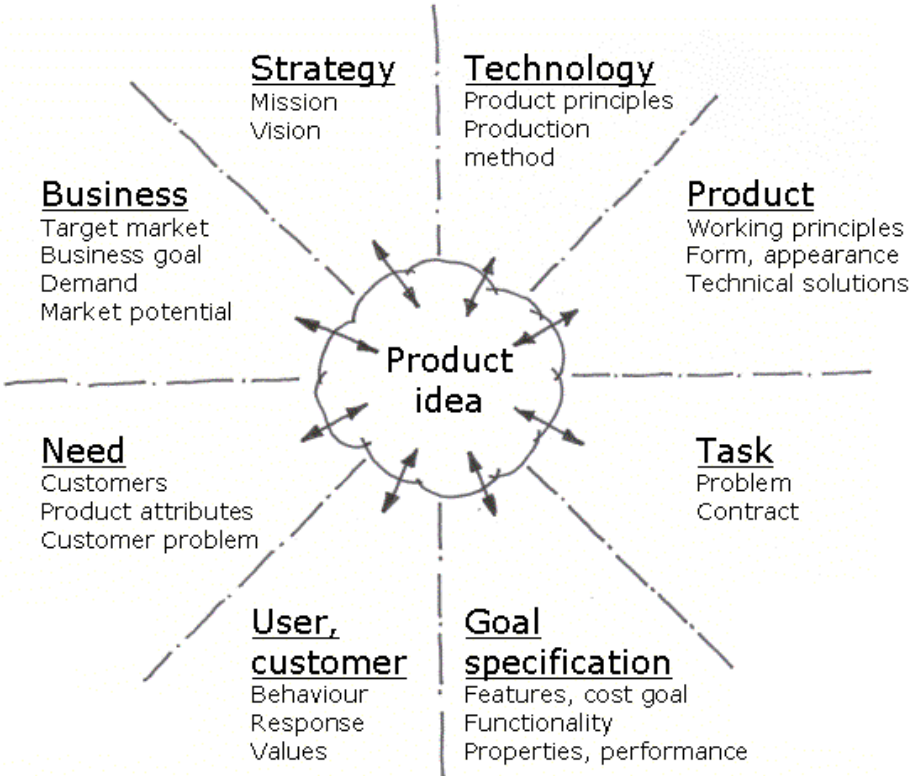 Strategy
Mission
Vision
Technology
Product principles
Production
method
Business
Target market
Business goal
Demand
Market potential
Product
Working principles
Form, appearance
Technical solutions
Product
idea
Need
Customers
Product attributes
Customer problem
Task
Problem
Contract
User,
customer
Behaviour
Response
Values
Goal
specification
Features, cost goal
Functionality
Properties, performance